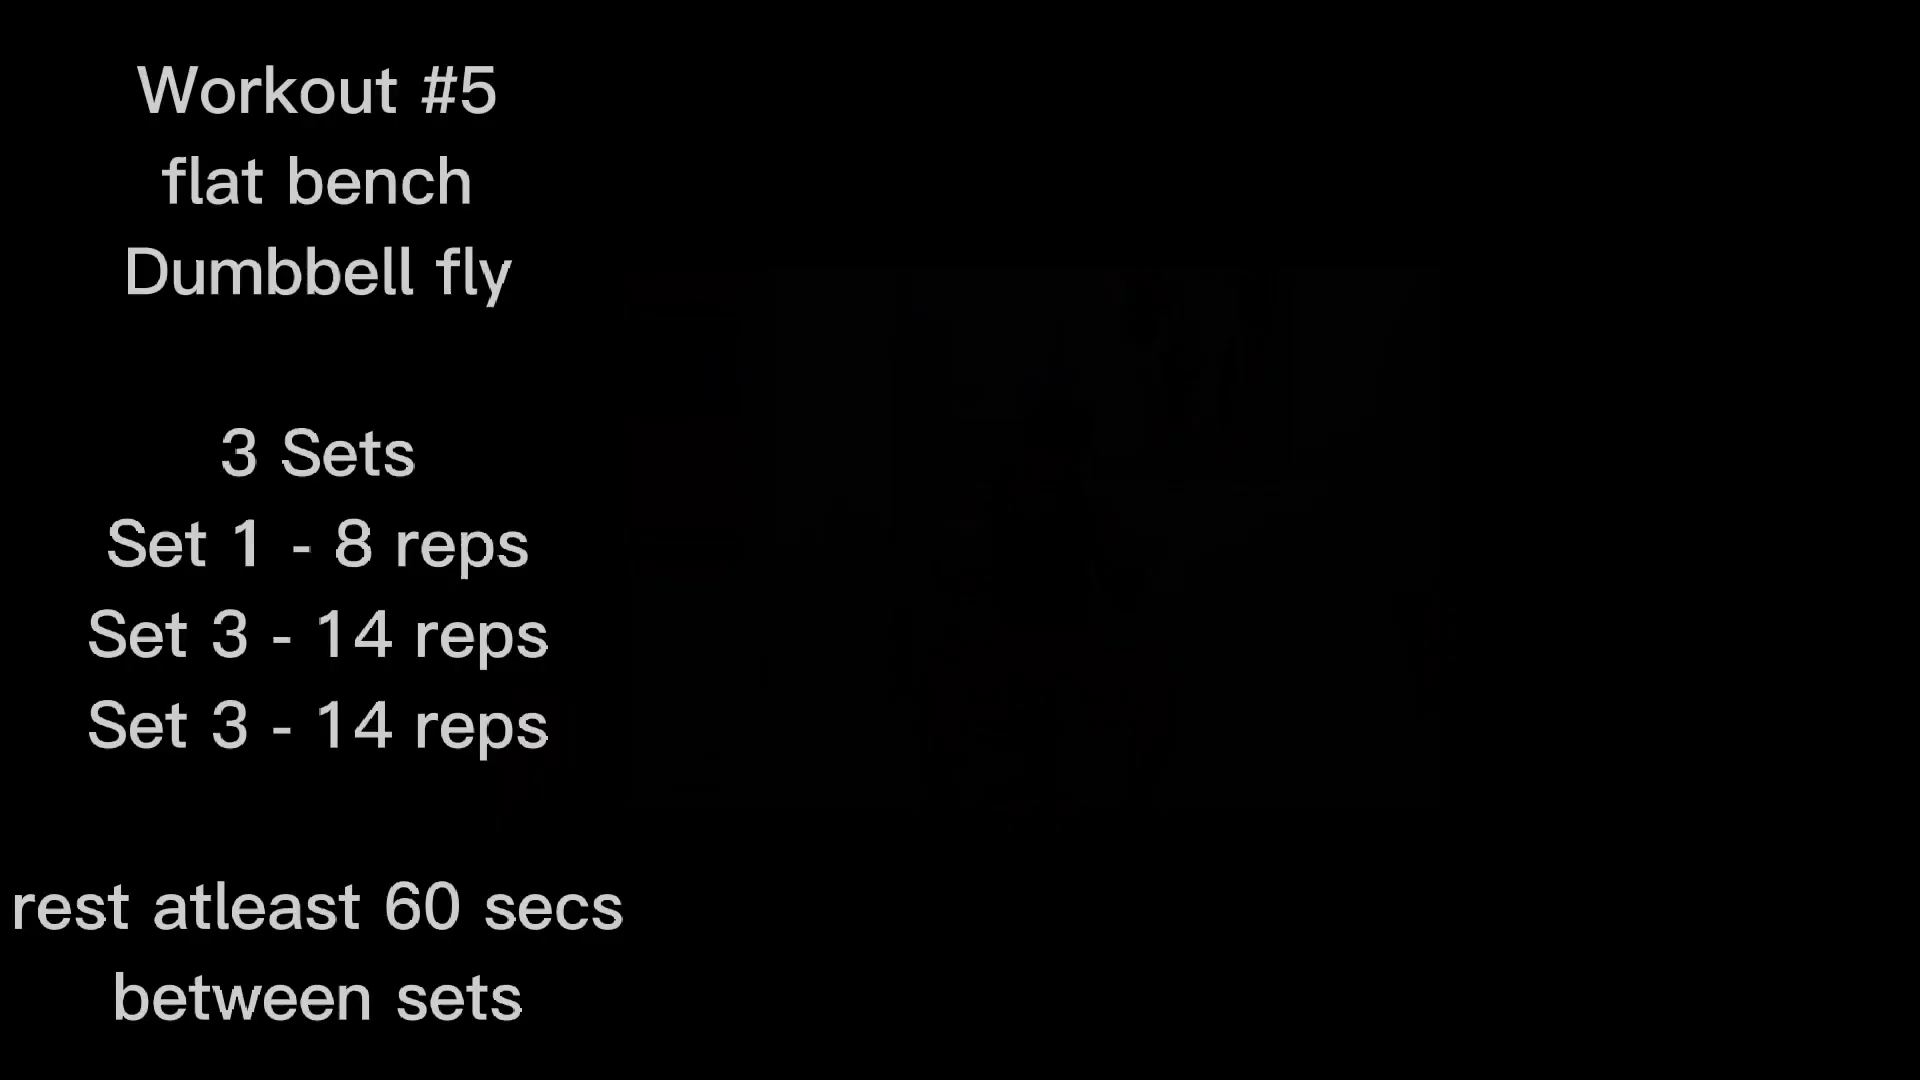 Workout #5
flat bench
Dumbbell fly
3 Sets
Set 1 - 8 reps
Set 3 - 14 reps
Set 3 - 14 reps
rest atleast 60 secs
between sets